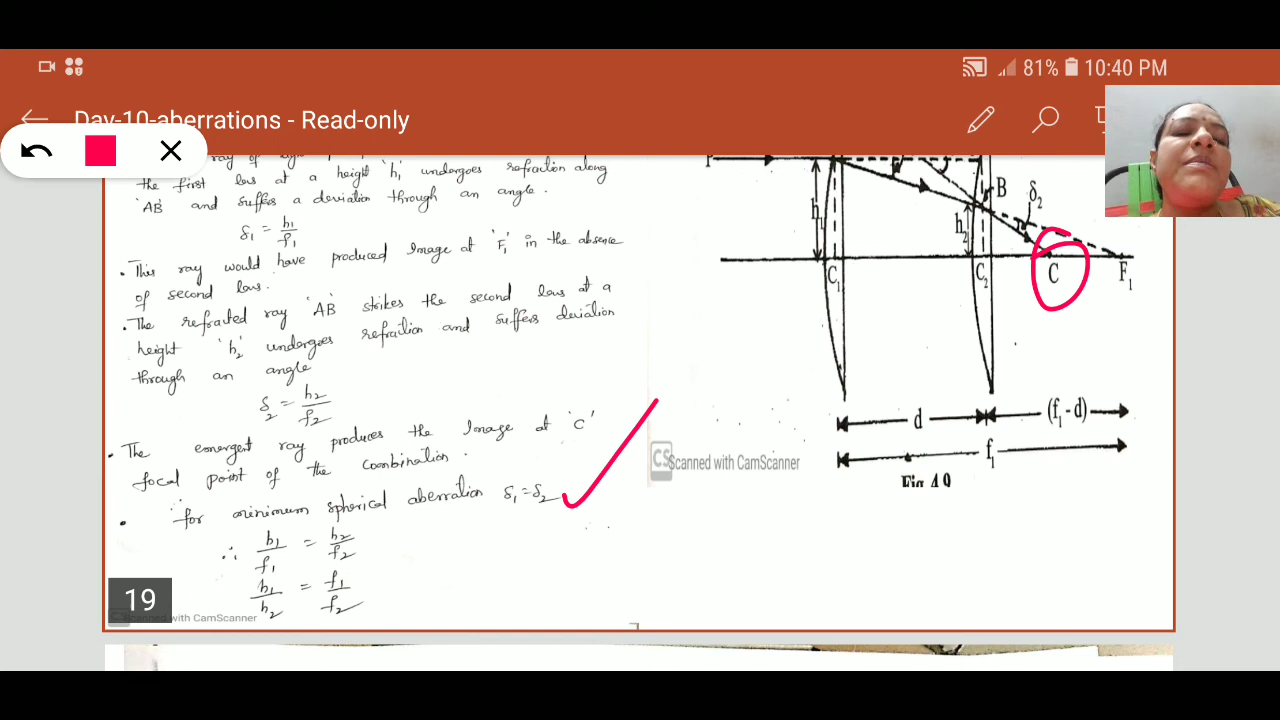 81% 10:40 PM
Day-10-aberrations - Read-only
the first lens at a height 'h₁' undergoes refraction along
'AB' and suffers a deviation through an angle.
δ₁ = h₁/f₁
• This ray would have produced Image at 'F₁' in the absence
of second lens.
• The refracted ray 'AB' strikes the second lens at a
height 'h₂' undergoes refraction and suffers deviation
through an angle
δ₂ = h₂/f₂
• The emergent ray produces the Image at 'C'
focal point of the combination.
• ∵ for minimum spherical aberration δ₁=δ₂
∴ h₁/f₁ = h₂/f₂
h₁/h₂ = f₁/f₂
19
Scanned with CamScanner
B
δ₂
h₁
h₂
C₁
C₂
C
F₁
d
(f₁-d)
f₁
CS Scanned with CamScanner